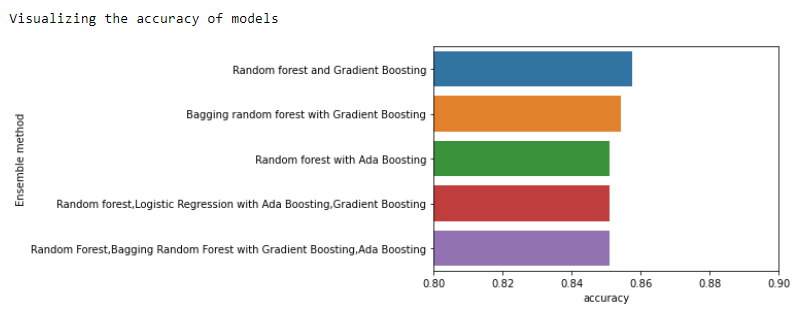 Visualizing the accuracy of models
Ensemble method
Random forest and Gradient Boosting
Bagging random forest with Gradient Boosting
Random forest with Ada Boosting
Random forest,Logistic Regression with Ada Boosting,Gradient Boosting
Random Forest,Bagging Random Forest with Gradient Boosting,Ada Boosting
0.80 0.82 0.84 0.86 0.88 0.90
accuracy